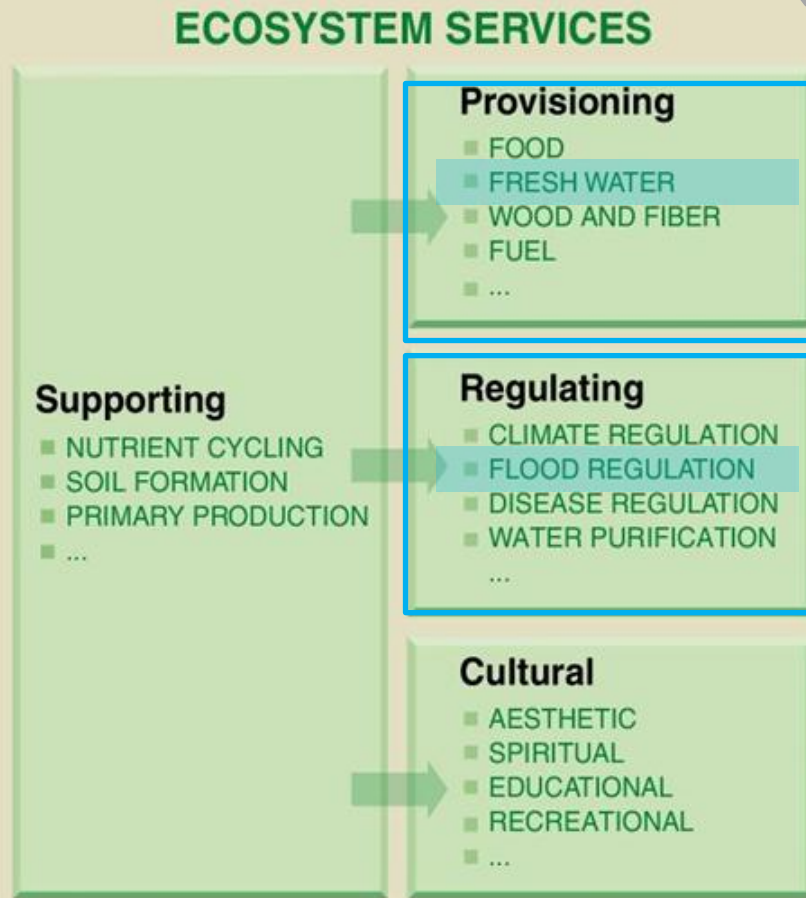 ECOSYSTEM SERVICES
Supporting
NUTRIENT CYCLING
SOIL FORMATION
PRIMARY PRODUCTION
...
Provisioning
FOOD
FRESH WATER
WOOD AND FIBER
FUEL
...
Regulating
CLIMATE REGULATION
FLOOD REGULATION
DISEASE REGULATION
WATER PURIFICATION
...
Cultural
AESTHETIC
SPIRITUAL
EDUCATIONAL
RECREATIONAL
...